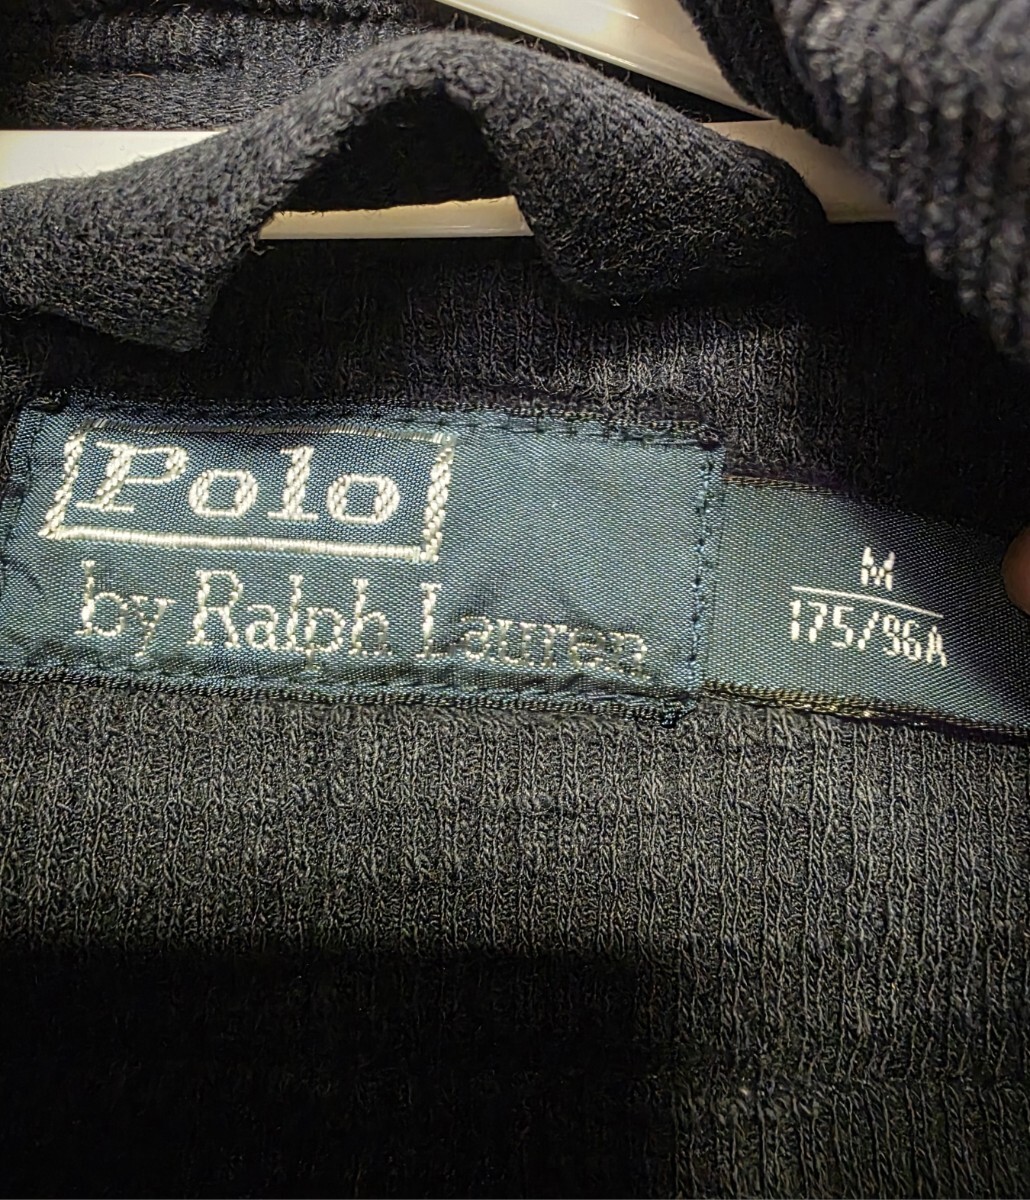 Polo
by Ralph Lauren
M
175/96A